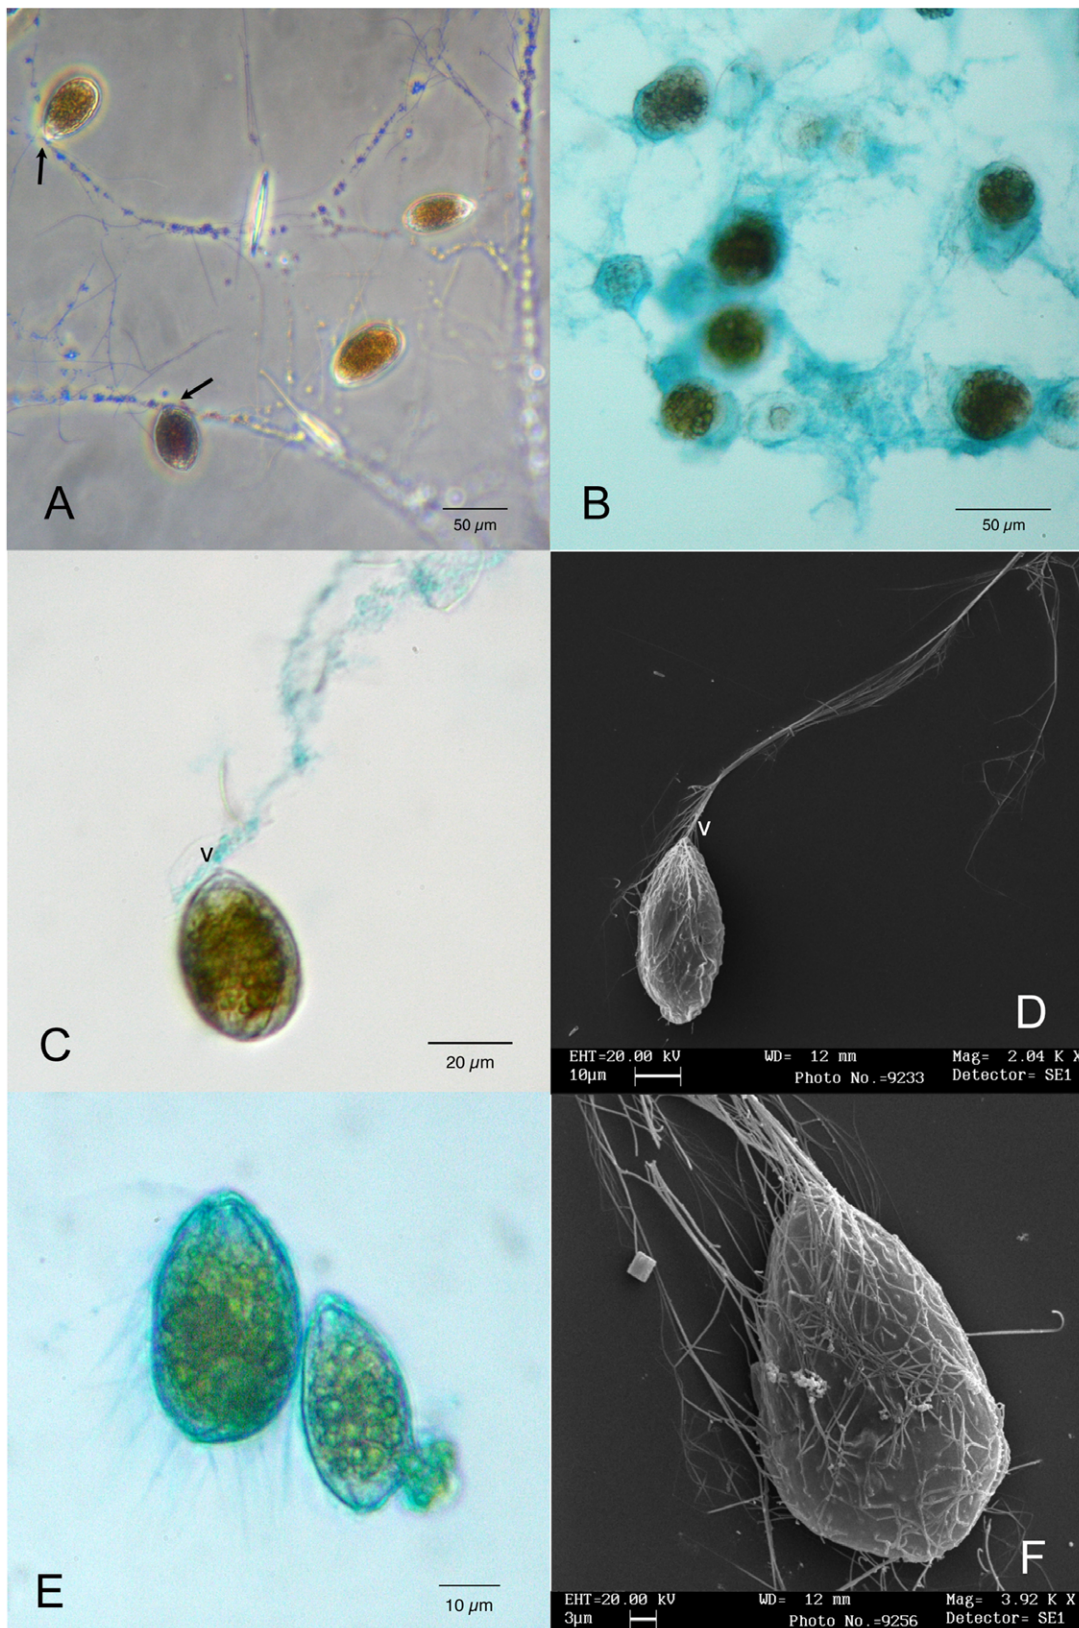 A
50 µm
B
50 µm
v
C
20 µm
v
D
EHT=20.00 kV WD= 12 mm Mag= 2.04 K X
10µm Photo No.=9233 Detector= SE1
E
10 µm
F
EHT=20.00 kV WD= 12 mm Mag= 3.92 K X
3µm Photo No.=9256 Detector= SE1